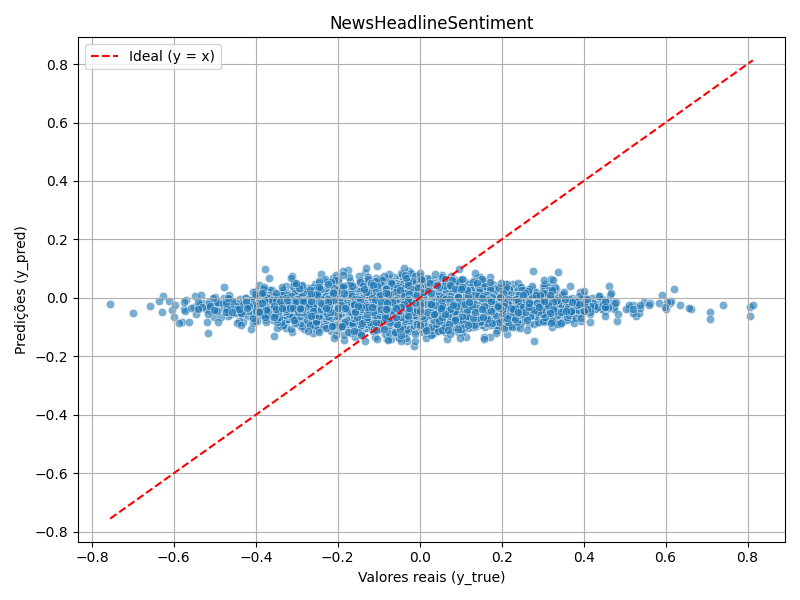 NewsHeadlineSentiment
Ideal (y = x)
Predições (y_pred)
0.8
0.6
0.4
0.2
0.0
−0.2
−0.4
−0.6
−0.8
−0.8 −0.6 −0.4 −0.2 0.0 0.2 0.4 0.6 0.8
Valores reais (y_true)